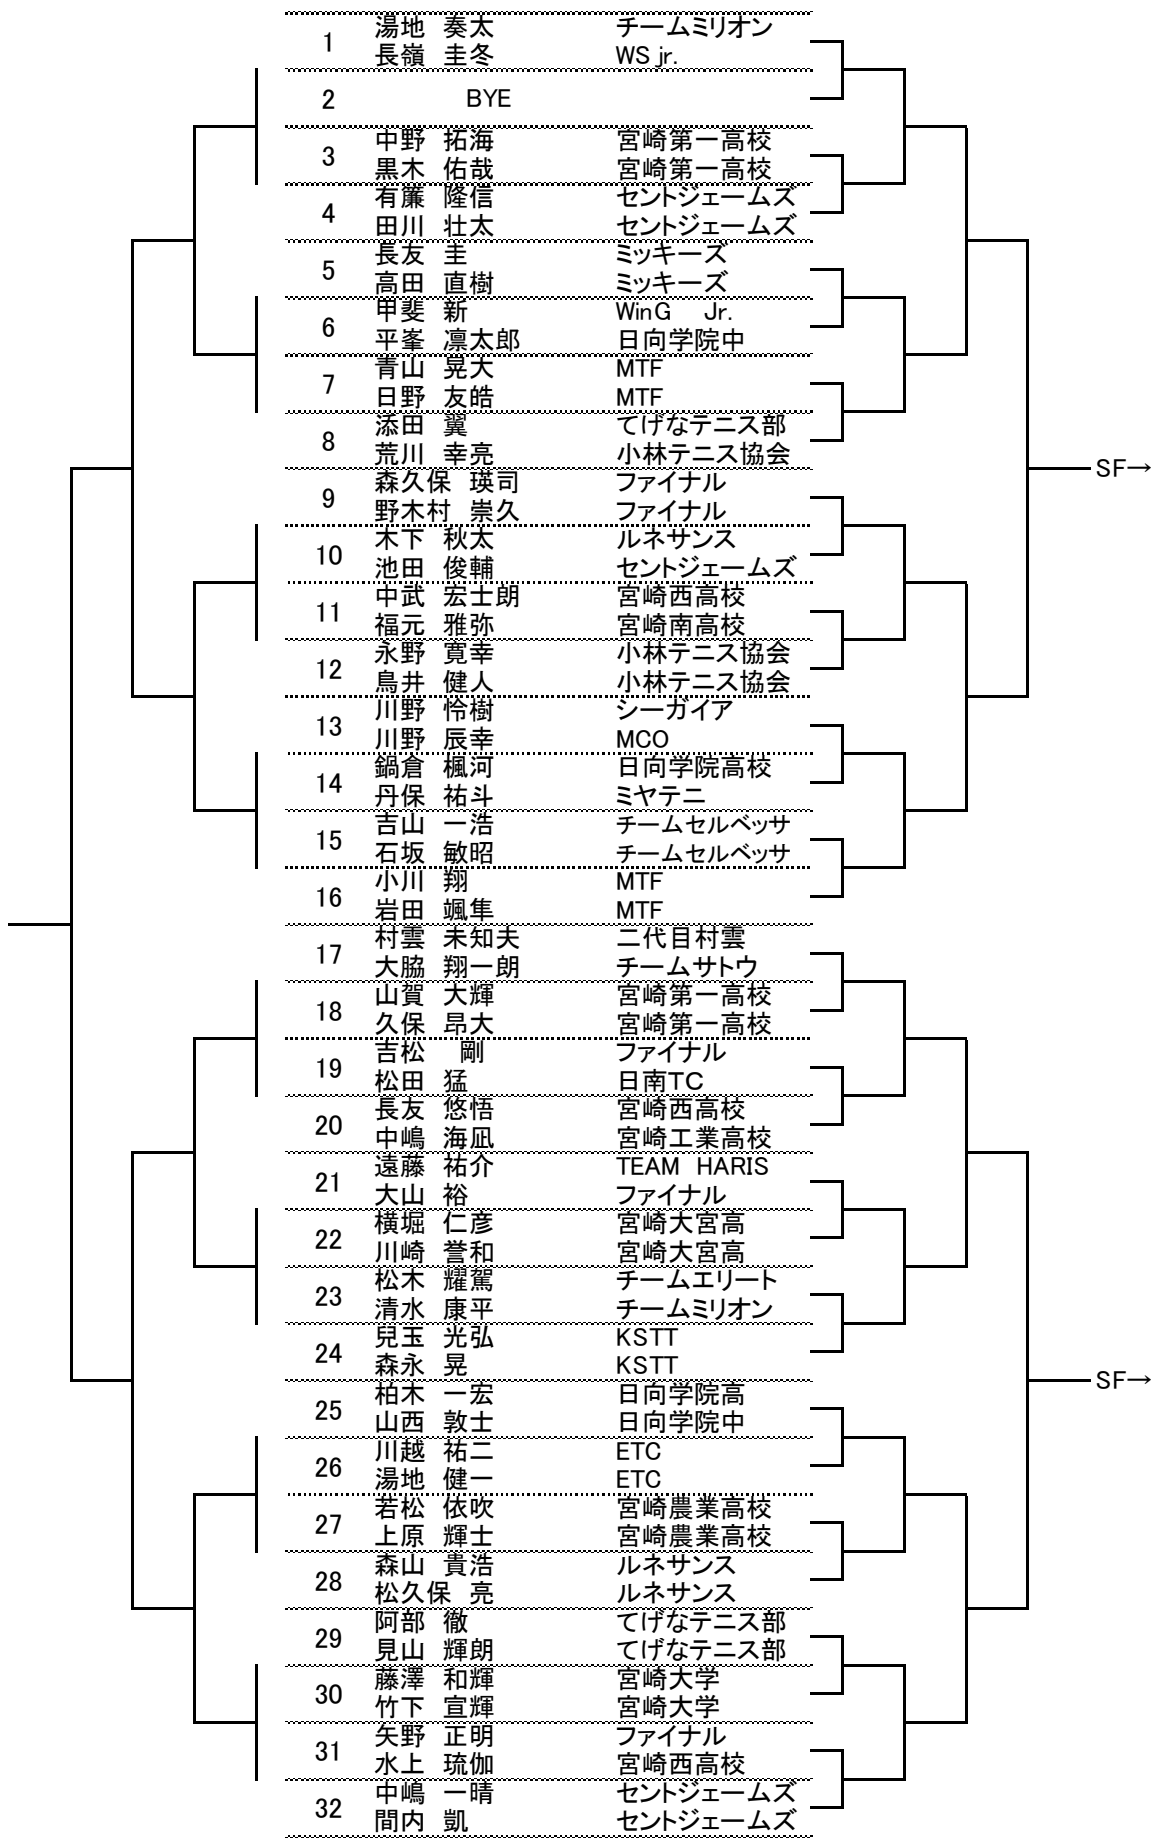 湯地　奏太　チームミリオン
1
長嶺　圭冬　WS jr.
2　BYE
中野　拓海　宮崎第一高校
3
黒木　佑哉　宮崎第一高校
有簾　隆信　セントジェームズ
4
田川　壮太　セントジェームズ
長友　圭　ミッキーズ
5
高田　直樹　ミッキーズ
甲斐　新　WinG　Jr.
6
平峯　凛太郎　日向学院中
青山　晃大　MTF
7
日野　友皓　MTF
添田　翼　てげなテニス部
8
荒川　幸亮　小林テニス協会
SF→
森久保　瑛司　ファイナル
9
野木村　崇久　ファイナル
木下　秋太　ルネサンス
10
池田　俊輔　セントジェームズ
中武　宏士朗　宮崎西高校
11
福元　雅弥　宮崎南高校
永野　寛幸　小林テニス協会
12
鳥井　健人　小林テニス協会
川野　怜樹　シーガイア
13
川野　辰幸　MCO
鍋倉　楓河　日向学院高校
14
丹保　祐斗　ミヤテニ
吉山　一浩　チームセルベッサ
15
石坂　敏昭　チームセルベッサ
小川　翔　MTF
16
岩田　颯隼　MTF
村雲　未知夫　二代目村雲
17
大脇　翔一朗　チームサトウ
山賀　大輝　宮崎第一高校
18
久保　昂大　宮崎第一高校
吉松　剛　ファイナル
19
松田　猛　日南TC
長友　悠悟　宮崎西高校
20
中嶋　海凪　宮崎工業高校
遠藤　祐介　TEAM HARIS
21
大山　裕　ファイナル
横堀　仁彦　宮崎大宮高
22
川崎　誉和　宮崎大宮高
松木　耀駕　チームエリート
23
清水　康平　チームミリオン
兒玉　光弘　KSTT
24
森永　晃　KSTT
SF→
柏木　一宏　日向学院高
25
山西　敦士　日向学院中
川越　祐二　ETC
26
湯地　健一　ETC
若松　依吹　宮崎農業高校
27
上原　輝士　宮崎農業高校
森山　貴浩　ルネサンス
28
松久保　亮　ルネサンス
阿部　徹　てげなテニス部
29
見山　輝朗　てげなテニス部
藤澤　和輝　宮崎大学
30
竹下　宣輝　宮崎大学
矢野　正明　ファイナル
31
水上　琉伽　宮崎西高校
中嶋　一晴　セントジェームズ
32
間内　凱　セントジェームズ